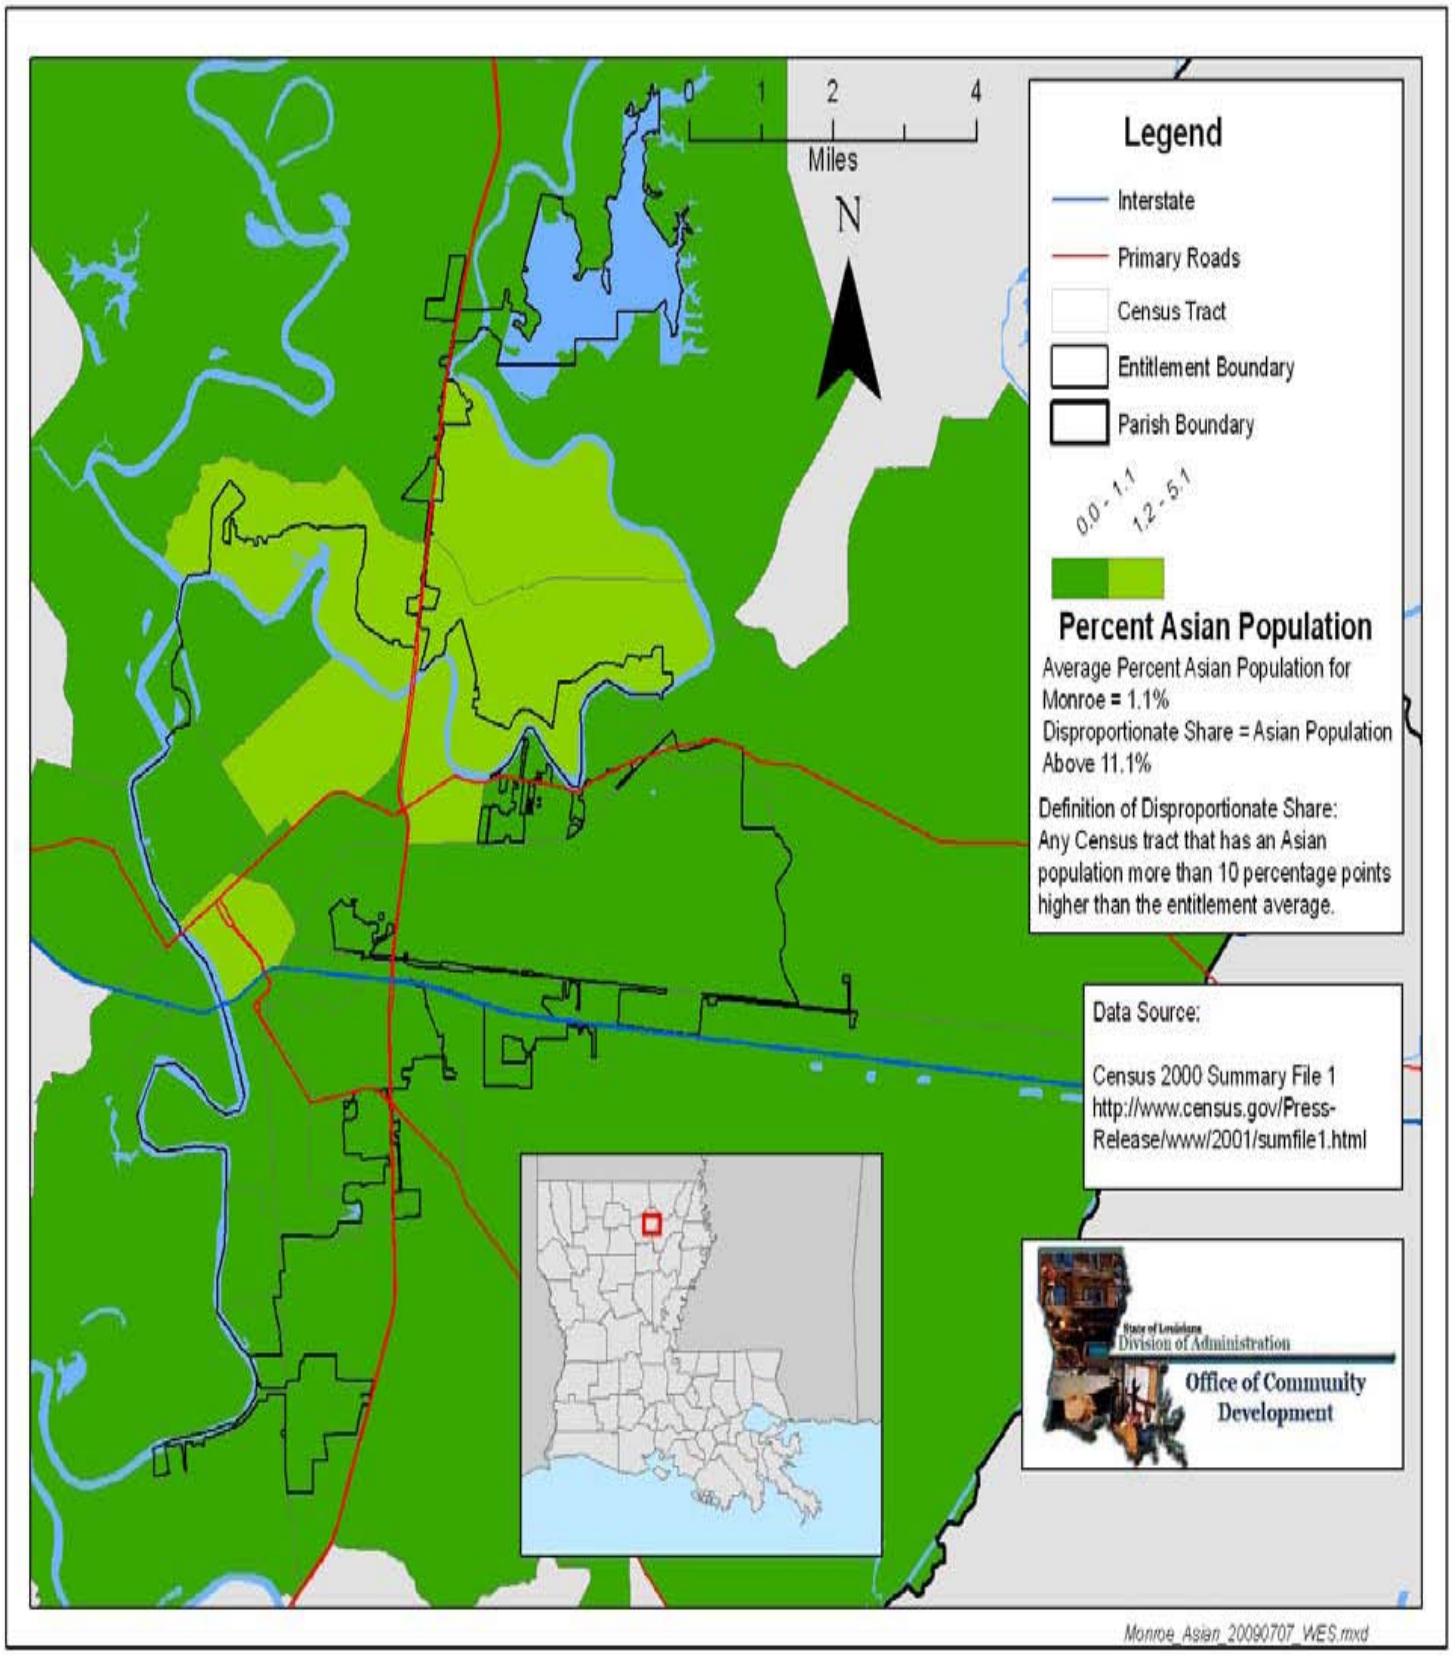 0 1 2 4
Miles
N
Legend
Interstate
Primary Roads
Census Tract
Entitlement Boundary
Parish Boundary
0.0 - 1.1
1.2 - 5.1
Percent Asian Population
Average Percent Asian Population for
Monroe = 1.1%
Disproportionate Share = Asian Population
Above 11.1%
Definition of Disproportionate Share:
Any Census tract that has an Asian
population more than 10 percentage points
higher than the entitlement average.
Data Source:
Census 2000 Summary File 1
http://www.census.gov/Press-
Release/www/2001/sumfile1.html
State of Louisiana
Division of Administration
Office of Community
Development
Monroe_Asian_20090707_WES.mxd